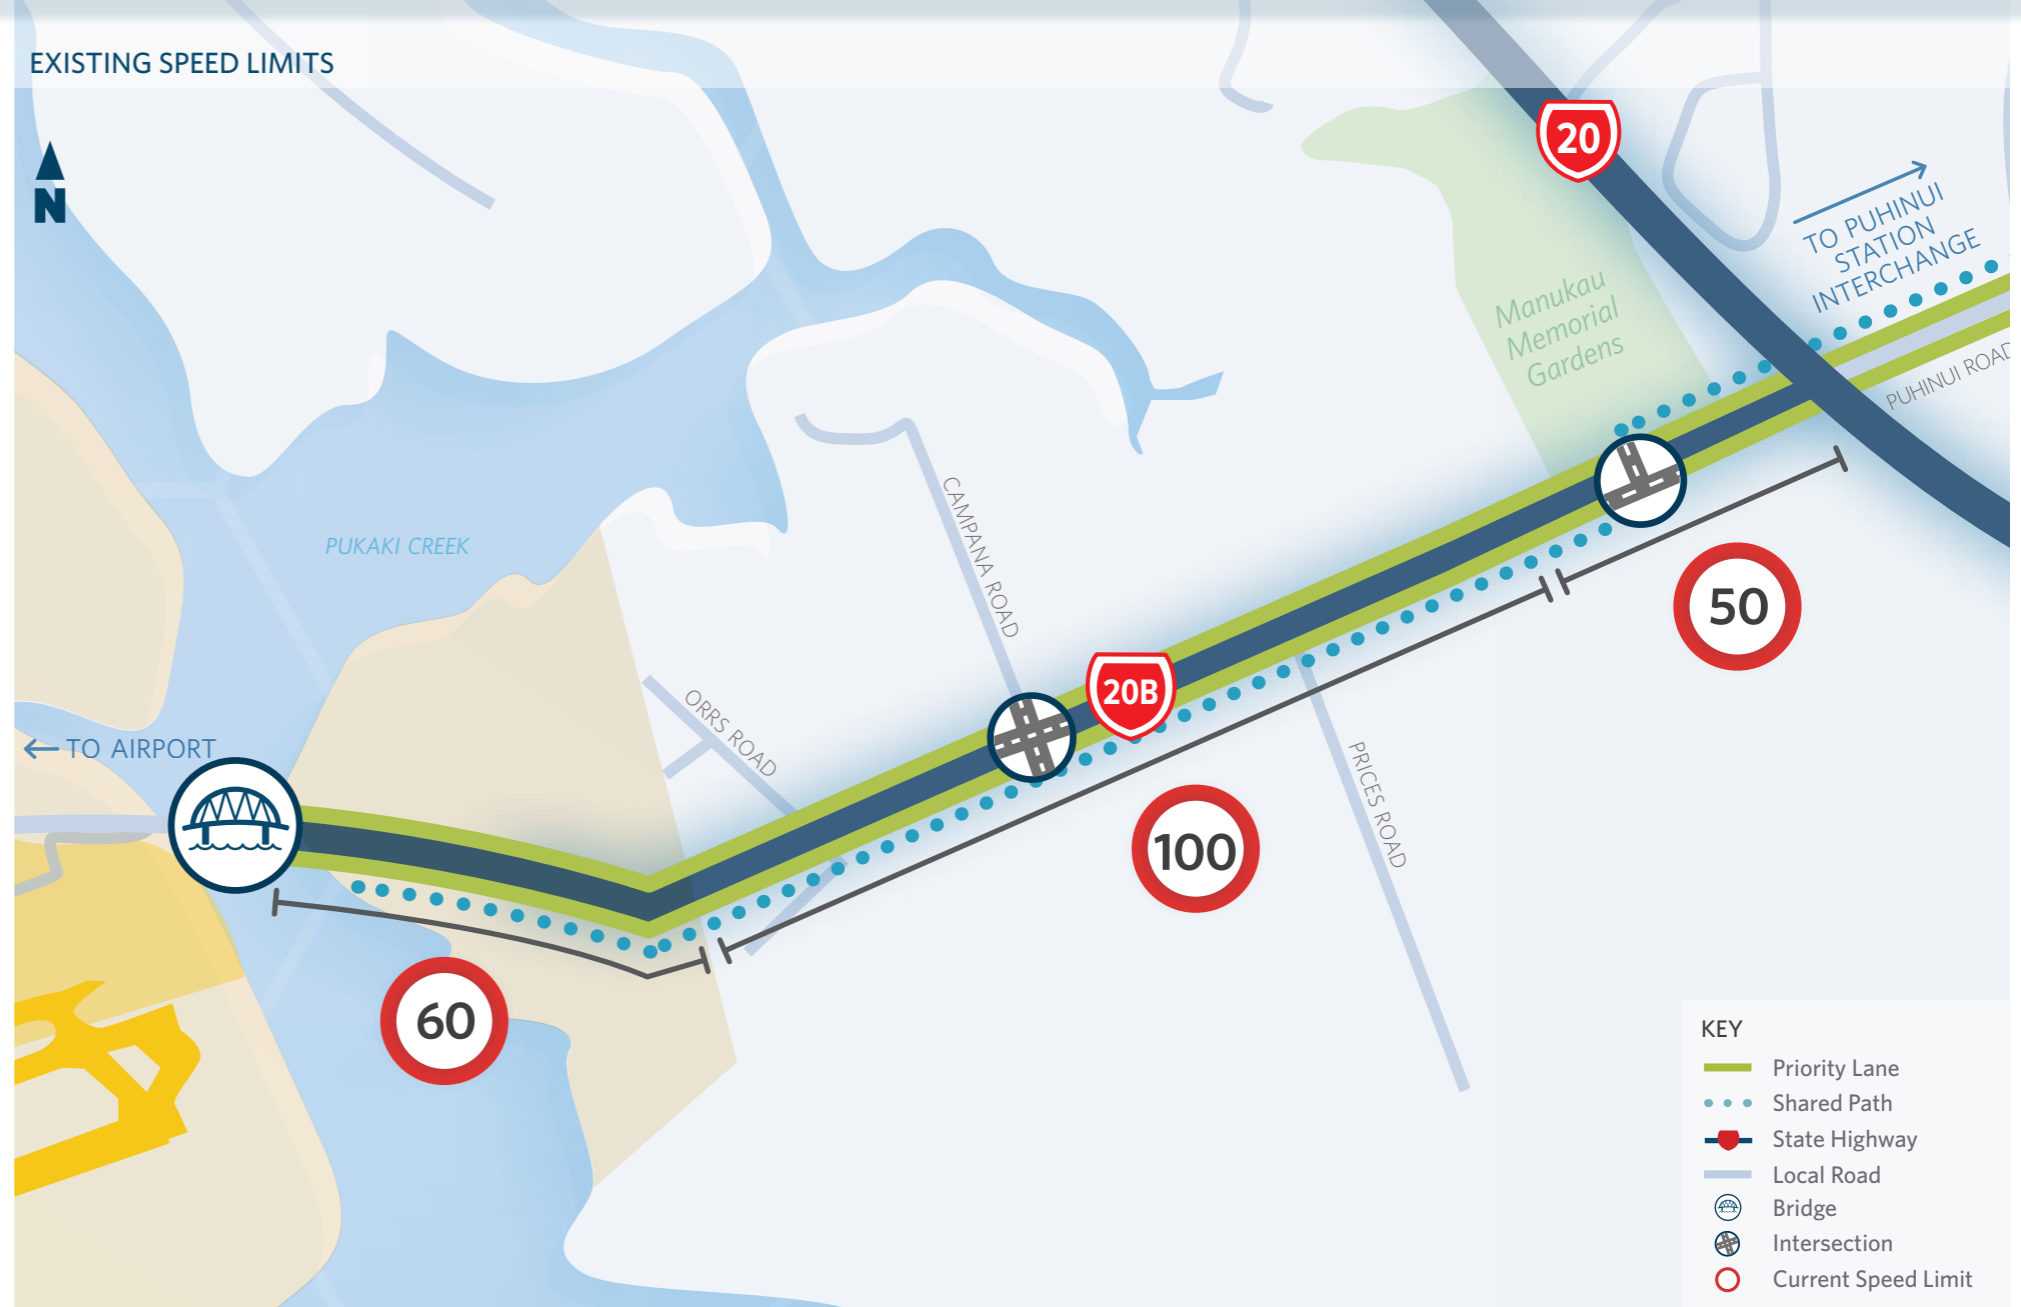 EXISTING SPEED LIMITS
N
20
TO PUHINUI
STATION
INTERCHANGE
Manukau
Memorial
Gardens
PUHINUI ROAD
CAMPANA ROAD
PUKAKI CREEK
50
ORRS ROAD
20B
TO AIRPORT
PRICES ROAD
100
60
KEY
Priority Lane
Shared Path
State Highway
Local Road
Bridge
Intersection
Current Speed Limit